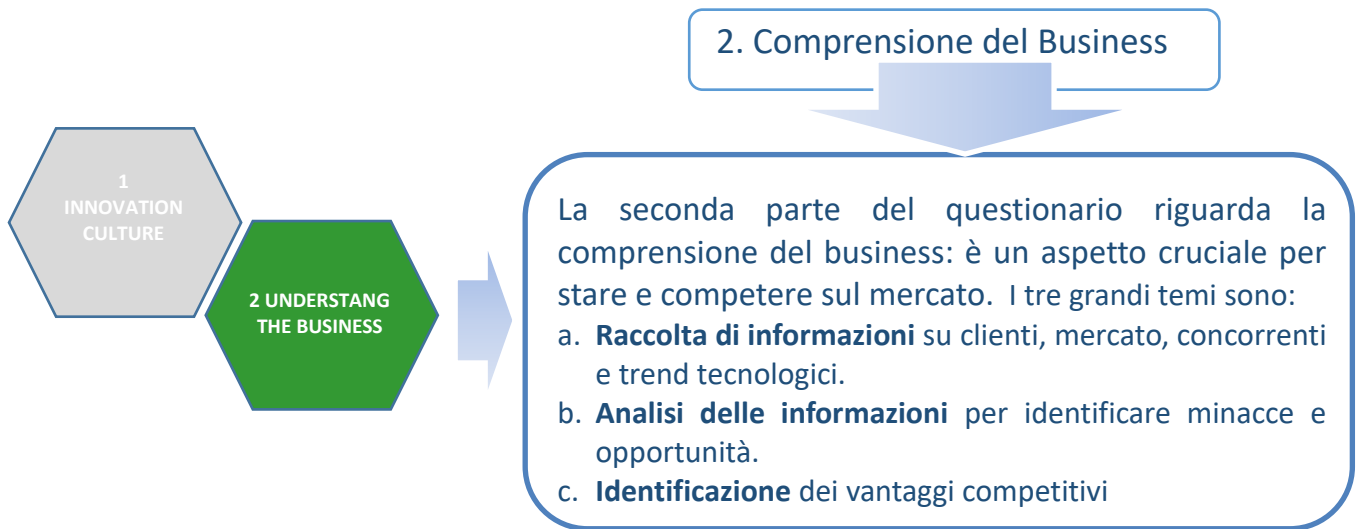 2. Comprensione del Business
1
INNOVATION
CULTURE
2 UNDERSTANG
THE BUSINESS
La seconda parte del questionario riguarda la
comprensione del business: è un aspetto cruciale per
stare e competere sul mercato. I tre grandi temi sono:
a. Raccolta di informazioni su clienti, mercato, concorrenti
e trend tecnologici.
b. Analisi delle informazioni per identificare minacce e
opportunità.
c. Identificazione dei vantaggi competitivi